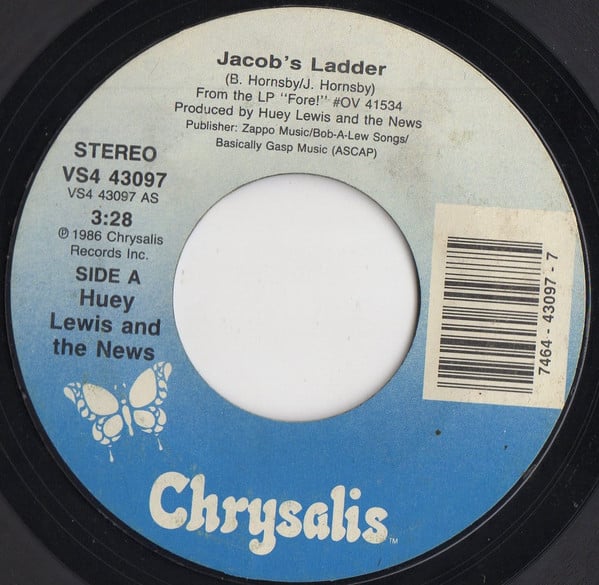 Jacob's Ladder
(B. Hornsby/J. Hornsby)
From the LP "Fore!" #OV 41534
Produced by Huey Lewis and the News
Publisher: Zappo Music/Bob-A-Lew Songs/
Basically Gasp Music (ASCAP)
STEREO
VS4 43097
VS4 43097 AS
3:28
℗ 1986 Chrysalis
Records Inc.
SIDE A
Huey
Lewis and
the News
7464 - 43097 - 7
Chrysalis™